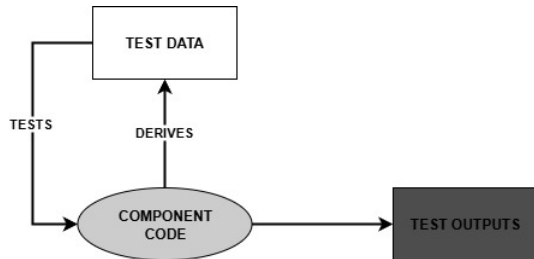 TEST DATA
TESTS
DERIVES
COMPONENT
CODE
TEST OUTPUTS